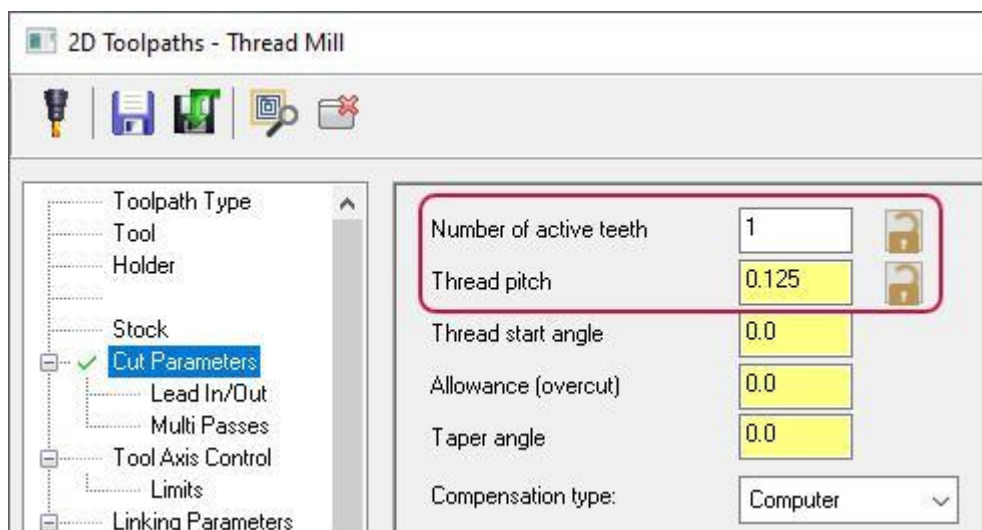 2D Toolpaths - Thread Mill
Toolpath Type
Tool
Holder
Stock
Cut Parameters
Lead In/Out
Multi Passes
Tool Axis Control
Limits
Linking Parameters
Number of active teeth 1
Thread pitch 0.125
Thread start angle 0.0
Allowance (overcut) 0.0
Taper angle 0.0
Compensation type: Computer